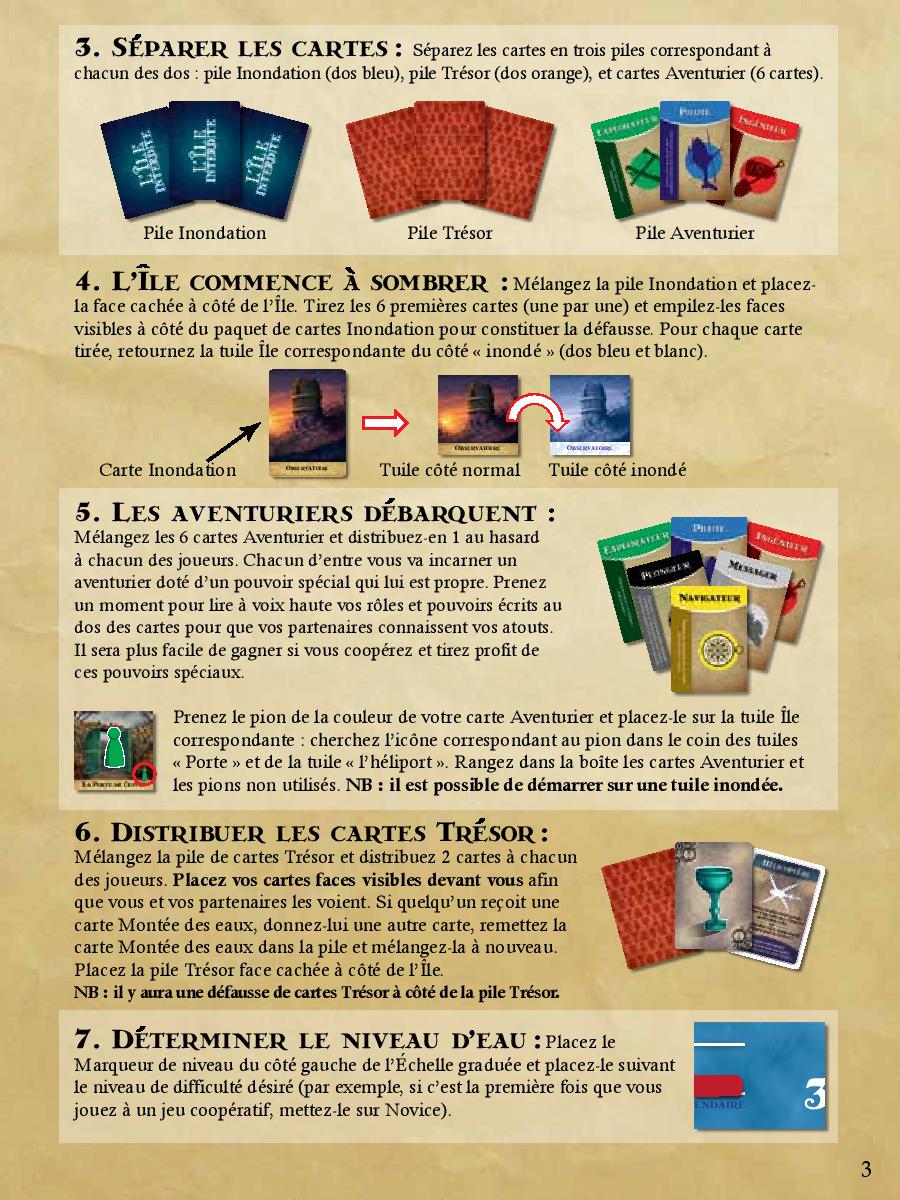 3. Séparer les cartes : Séparez les cartes en trois piles correspondant à
chacun des dos : pile Inondation (dos bleu), pile Trésor (dos orange), et cartes Aventurier (6 cartes).
L'ÎLE INTERDITE
L'ÎLE INTERDITE
L'ÎLE INTERDITE
Explorateur
Pilote
Ingénieur
Pile Inondation
Pile Trésor
Pile Aventurier
4. L'Île commence à sombrer : Mélangez la pile Inondation et placez-
la face cachée à côté de l'Île. Tirez les 6 premières cartes (une par une) et empilez-les faces
visibles à côté du paquet de cartes Inondation pour constituer la défausse. Pour chaque carte
tirée, retournez la tuile Île correspondante du côté « inondé » (dos bleu et blanc).
Observatoire
Observatoire
Observatoire
Carte Inondation
Tuile côté normal
Tuile côté inondé
5. Les aventuriers débarquent :
Mélangez les 6 cartes Aventurier et distribuez-en 1 au hasard
à chacun des joueurs. Chacun d'entre vous va incarner un
aventurier doté d'un pouvoir spécial qui lui est propre. Prenez
un moment pour lire à voix haute vos rôles et pouvoirs écrits au
dos des cartes pour que vos partenaires connaissent vos atouts.
Il sera plus facile de gagner si vous coopérez et tirez profit de
ces pouvoirs spéciaux.
Explorateur
Pilote
Ingénieur
Plongeur
Messager
Navigateur
Prenez le pion de la couleur de votre carte Aventurier et placez-le sur la tuile Île
correspondante : cherchez l'icône correspondant au pion dans le coin des tuiles
« Porte » et de la tuile « l'héliport ». Rangez dans la boîte les cartes Aventurier et
les pions non utilisés. NB : il est possible de démarrer sur une tuile inondée.
La Porte de
6. Distribuer les cartes Trésor :
Mélangez la pile de cartes Trésor et distribuez 2 cartes à chacun
des joueurs. Placez vos cartes faces visibles devant vous afin
que vous et vos partenaires les voient. Si quelqu'un reçoit une
carte Montée des eaux, donnez-lui une autre carte, remettez la
carte Montée des eaux dans la pile et mélangez-la à nouveau.
Placez la pile Trésor face cachée à côté de l'Île.
NB : il y aura une défausse de cartes Trésor à côté de la pile Trésor.
7. Déterminer le niveau d'eau : Placez le
Marqueur de niveau du côté gauche de l'Échelle graduée et placez-le suivant
le niveau de difficulté désiré (par exemple, si c'est la première fois que vous
jouez à un jeu coopératif, mettez-le sur Novice).
ENDAIRE
3
3